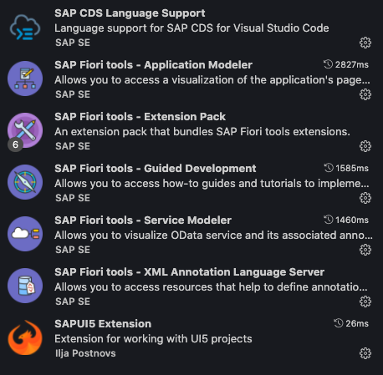 SAP CDS Language Support
Language support for SAP CDS for Visual Studio Code
SAP SE
SAP Fiori tools - Application Modeler 2827ms
Allows you to access a visualization of the application's page...
SAP SE
SAP Fiori tools - Extension Pack
An extension pack that bundles SAP Fiori tools extensions.
6
SAP SE
SAP Fiori tools - Guided Development 1585ms
Allows you to access how-to guides and tutorials to impleme...
SAP SE
SAP Fiori tools - Service Modeler 1460ms
Allows you to visualize OData service and its associated anno...
SAP SE
SAP Fiori tools - XML Annotation Language Server
Allows you to access resources that help to define annotatio...
SAP SE
SAPUI5 Extension 26ms
Extension for working with UI5 projects
Ilja Postnovs